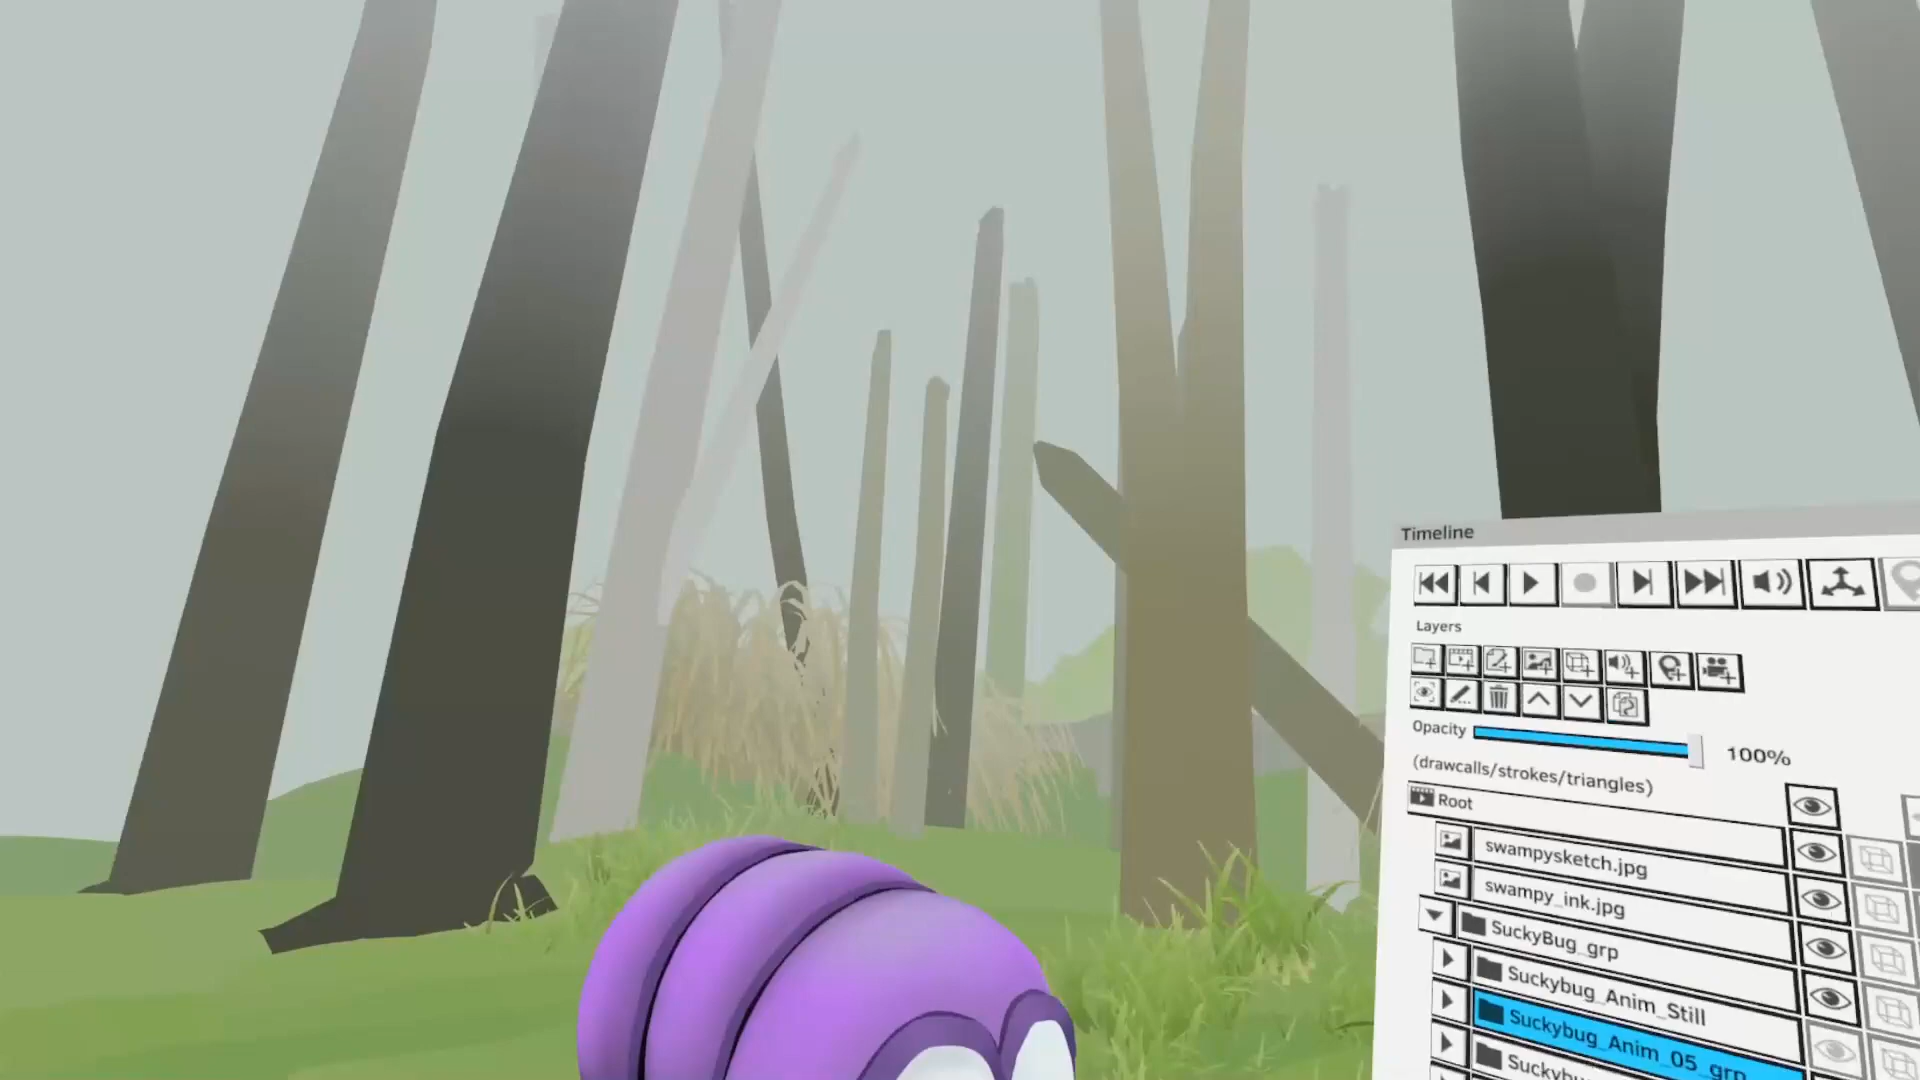 Timeline
Layers
Opacity 100%
(drawcalls/strokes/triangles)
Root
swampysketch.jpg
swampy_ink.jpg
SuckyBug_grp
Suckybug_Anim_Still
Suckybug_Anim_05_grp